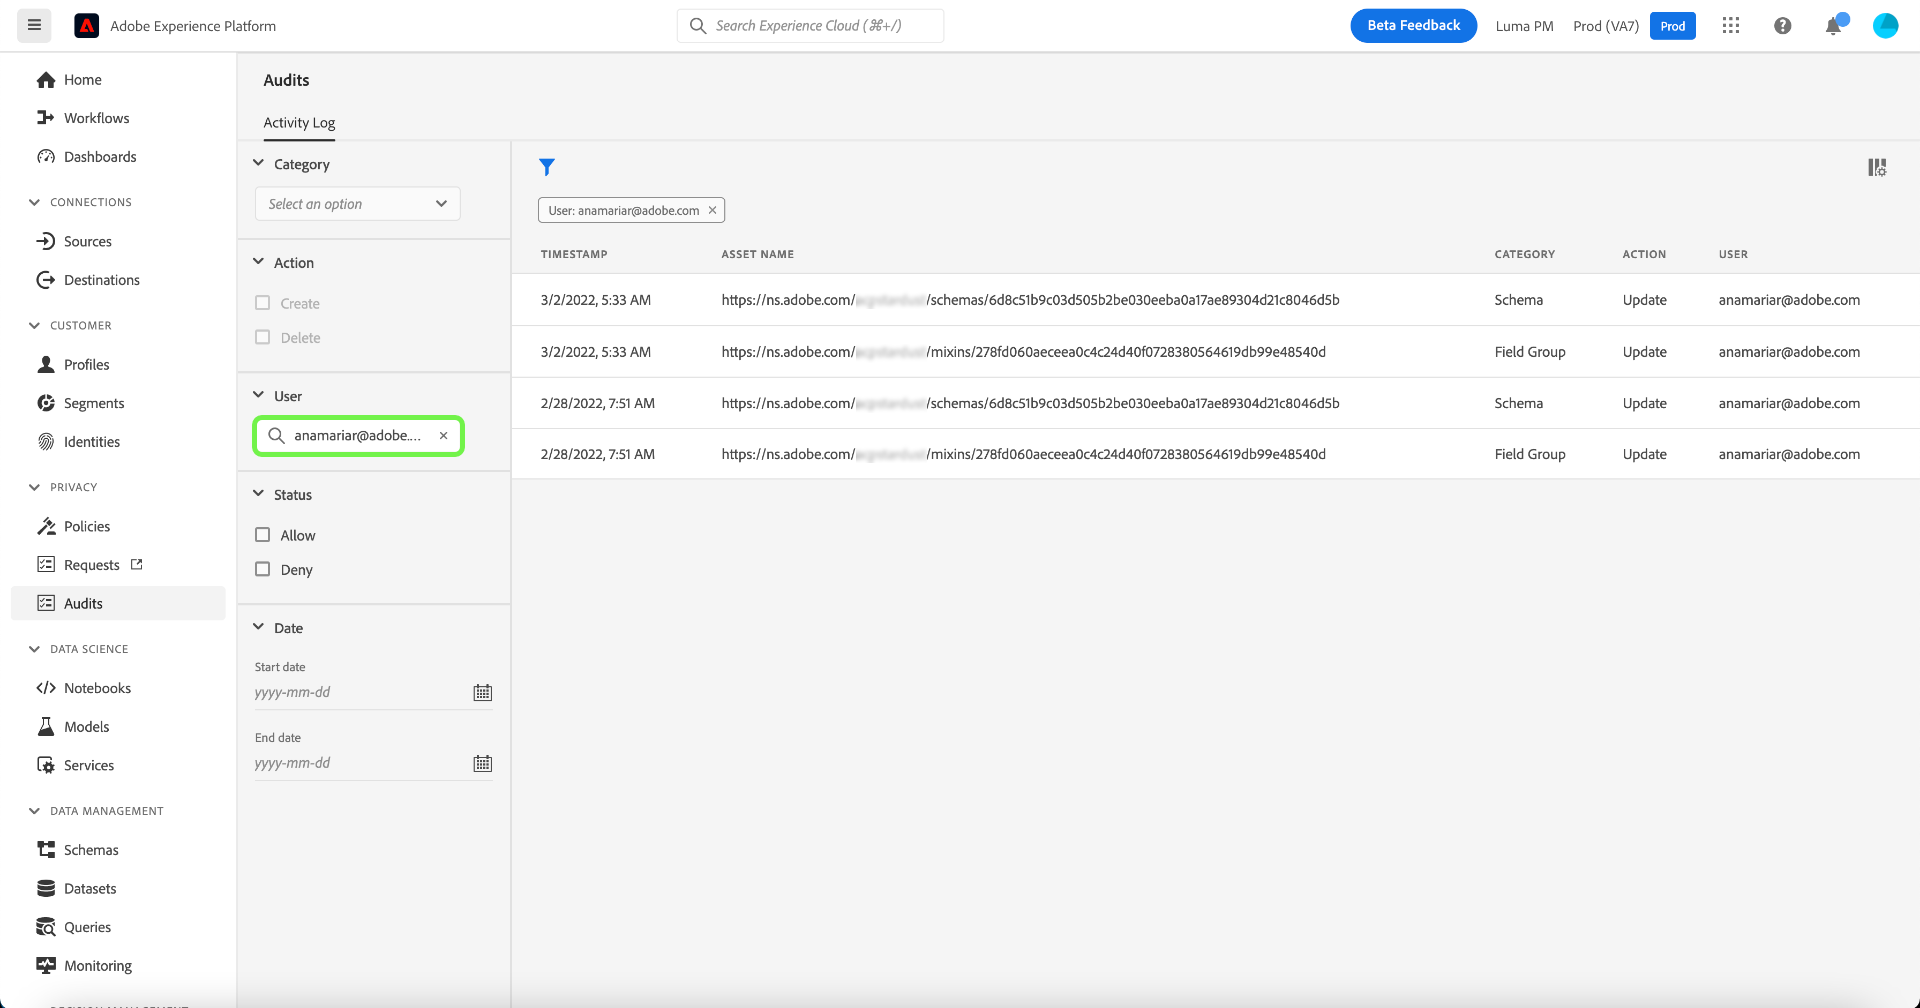 Adobe Experience Platform
Search Experience Cloud (⌘+/)
Beta Feedback
Luma PM
Prod (VA7)
Prod
Home
Workflows
Dashboards
CONNECTIONS
Sources
Destinations
CUSTOMER
Profiles
Segments
Identities
PRIVACY
Policies
Requests
Audits
DATA SCIENCE
Notebooks
Models
Services
DATA MANAGEMENT
Schemas
Datasets
Queries
Monitoring
Audits
Activity Log
Category
Select an option
Action
Create
Delete
User
anamariar@adobe....
Status
Allow
Deny
Date
Start date
yyyy-mm-dd
End date
yyyy-mm-dd
User: anamariar@adobe.com
TIMESTAMP ASSET NAME CATEGORY ACTION USER
3/2/2022, 5:33 AM https://ns.adobe.com/ /schemas/6d8c51b9c03d505b2be030eeba0a17ae89304d21c8046d5b Schema Update anamariar@adobe.com
3/2/2022, 5:33 AM https://ns.adobe.com/ /mixins/278fd060aeceea0c4c24d40f0728380564619db99e48540d Field Group Update anamariar@adobe.com
2/28/2022, 7:51 AM https://ns.adobe.com/ /schemas/6d8c51b9c03d505b2be030eeba0a17ae89304d21c8046d5b Schema Update anamariar@adobe.com
2/28/2022, 7:51 AM https://ns.adobe.com/ /mixins/278fd060aeceea0c4c24d40f0728380564619db99e48540d Field Group Update anamariar@adobe.com